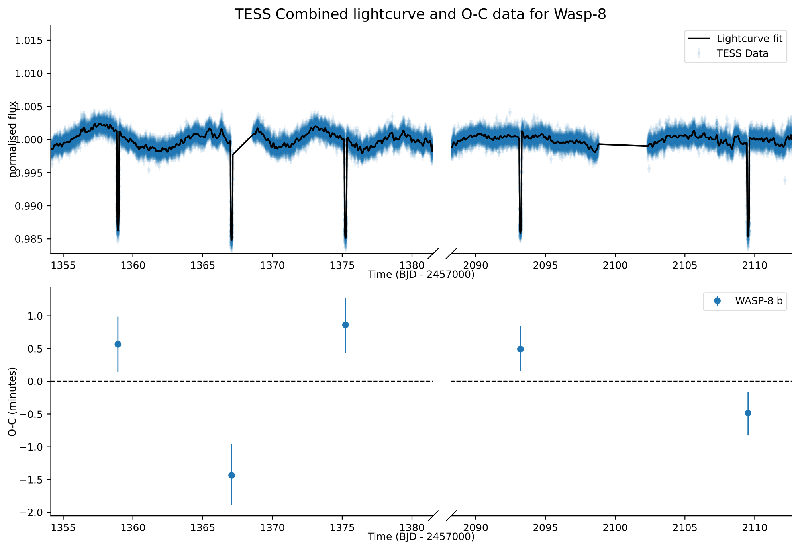 TESS Combined lightcurve and O-C data for Wasp-8
normalised flux
1.015
1.010
1.005
1.000
0.995
0.990
0.985
Lightcurve fit
TESS Data
1355 1360 1365 1370 1375 1380 2090 2095 2100 2105 2110
Time (BJD - 2457000)
O-C (minutes)
1.0
0.5
0.0
−0.5
−1.0
−1.5
−2.0
WASP-8 b
1355 1360 1365 1370 1375 1380 2090 2095 2100 2105 2110
Time (BJD - 2457000)